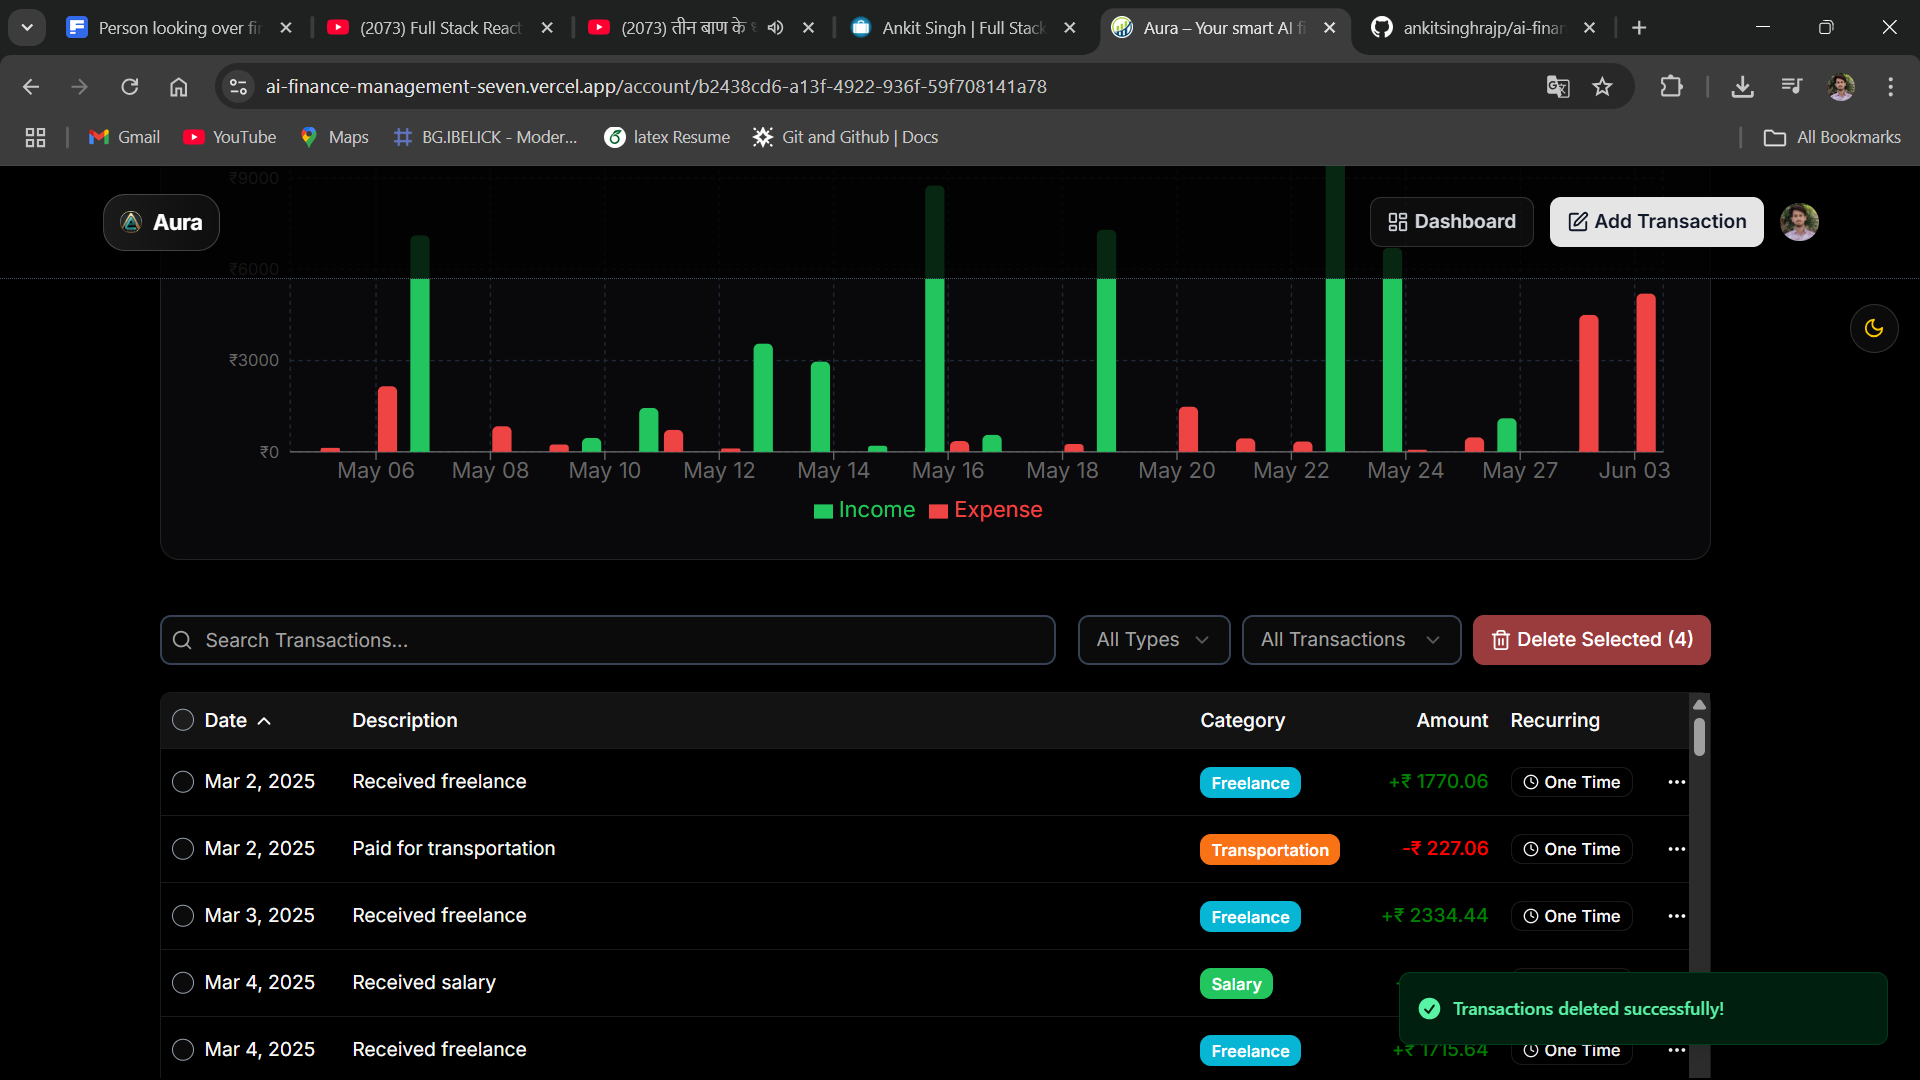 Person looking over fi
(2073) Full Stack React
(2073) तीन बाण के
Ankit Singh | Full Stack
Aura – Your smart AI fi
ankitsinghrajp/ai-finan
ai-finance-management-seven.vercel.app/account/b2438cd6-a13f-4922-936f-59f708141a78
Gmail
YouTube
Maps
BG.IBELICK - Moder...
latex Resume
Git and Github | Docs
All Bookmarks
₹9000
Aura
Dashboard
Add Transaction
₹6000
₹3000
₹0
May 06
May 08
May 10
May 12
May 14
May 16
May 18
May 20
May 22
May 24
May 27
Jun 03
Income
Expense
Search Transactions...
All Types
All Transactions
Delete Selected (4)
Date
Description
Category
Amount
Recurring
Mar 2, 2025
Received freelance
Freelance
+₹ 1770.06
One Time
...
Mar 2, 2025
Paid for transportation
Transportation
-₹ 227.06
One Time
...
Mar 3, 2025
Received freelance
Freelance
+₹ 2334.44
One Time
...
Mar 4, 2025
Received salary
Salary
Transactions deleted successfully!
Mar 4, 2025
Received freelance
Freelance
+₹ 1715.64
One Time
...